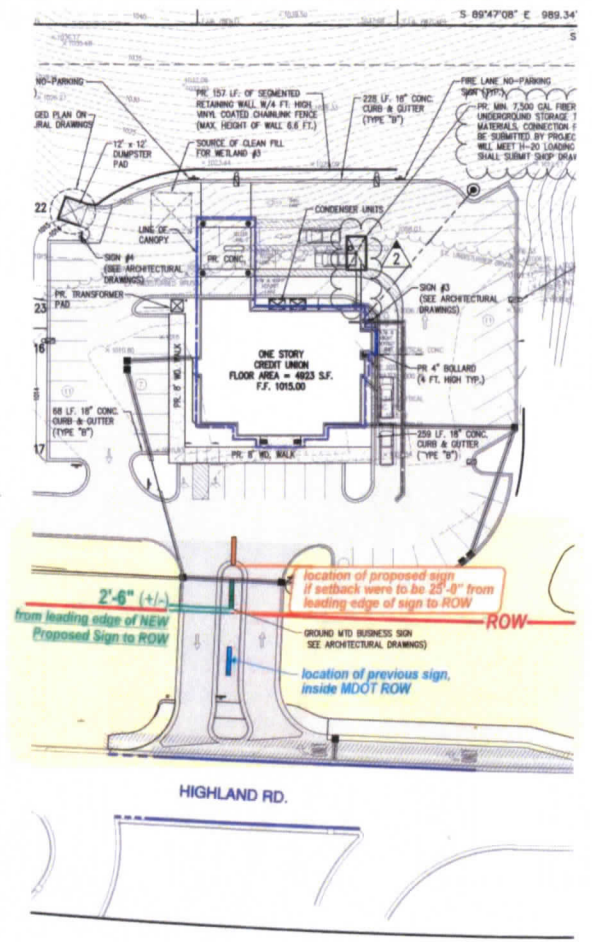 S 89°47'08" E 989.34'
S
NO-PARKING
GED PLAN ON
RAL DRAWINGS
12' x 12'
DUMPSTER
PAD
PR. 157 LF. OF SEGMENTED
RETAINING WALL W/4 FT. HIGH
VINYL COATED CHAINLINK FENCE
(MAX. HEIGHT OF WALL 6.6 FT.)
SOURCE OF CLEAN FILL
FOR WETLAND #3
228 LF. 18" CONC.
CURB & GUTTER
(TYPE "B")
FIRE LANE NO-PARKING
SIGN (TYP.)
PR. MIN. 7,500 GAL FIBER
UNDERGROUND STORAGE T
MATERIALS, CONNECTION F
BE SUBMITTED BY PROJEC
WILL MEET H-20 LOADING
SHALL SUBMIT SHOP DRAW
22
LINE OF
CANOPY
CONDENSER UNITS
PR. CONC.
2
SIGN #4
(SEE ARCHITECTURAL
DRAWINGS)
PR. TRANSFORMER
PAD
SIGN #3
(SEE ARCHITECTURAL
DRAWINGS)
23
16
ONE STORY
CREDIT UNION
FLOOR AREA = 4923 S.F.
F.F. 1015.00
PR 4" BOLLARD
(4 FT. HIGH TYP.)
PR. 8' WD. WALK
11
7
11
68 LF. 18" CONC.
CURB & GUTTER
(TYPE "B")
17
259 LF. 18" CONC.
CURB & GUTTER
(TYPE "B")
PR. 8' WD. WALK
location of proposed sign
if setback were to be 25'-0" from
leading edge of sign to ROW
2'-6" (+/-)
from leading edge of NEW
Proposed Sign to ROW
ROW
GROUND MTD BUSINESS SIGN
SEE ARCHITECTURAL DRAWINGS)
location of previous sign,
inside MDOT ROW
HIGHLAND RD.